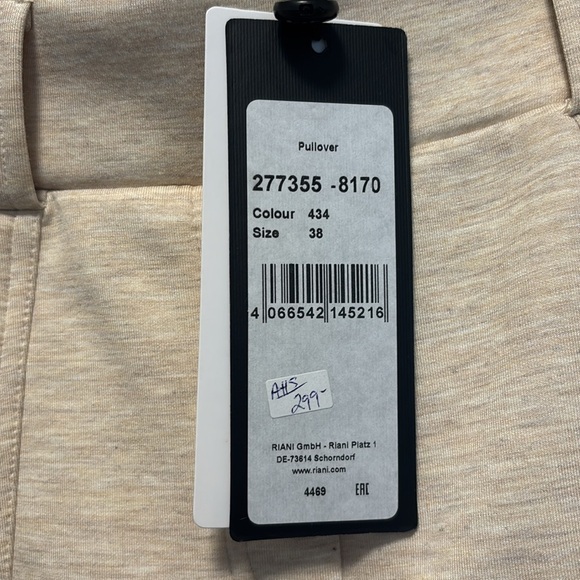 Pullover
277355 -8170
Colour 434
Size 38
4 066542 145216
299-
RIANI GmbH - Riani Platz 1
DE-73614 Schorndorf
www.riani.com
4469 EAC